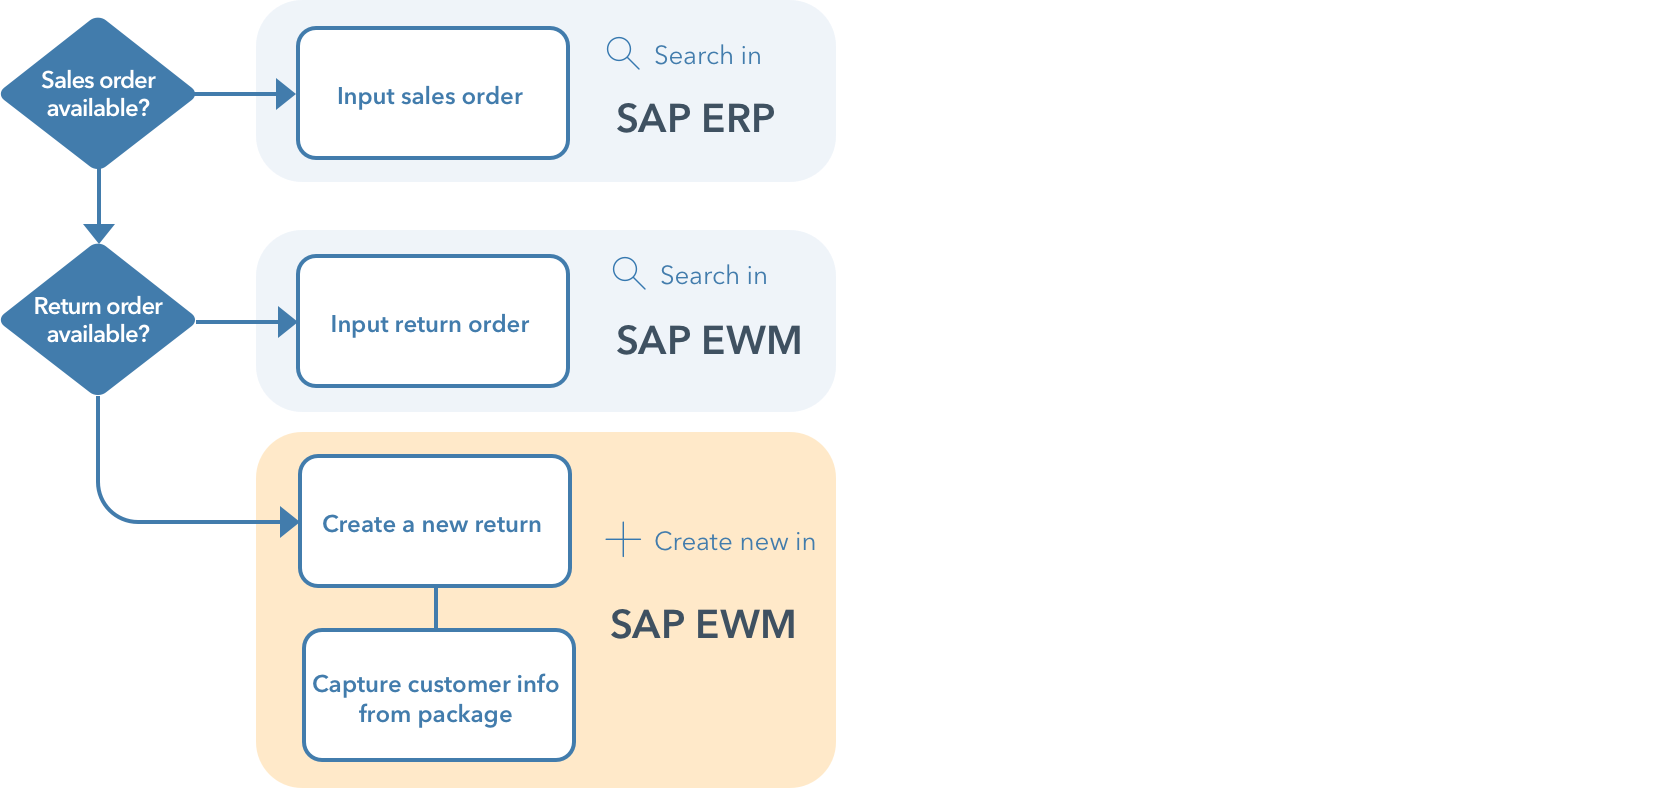 Sales order
available?
Input sales order
Search in
SAP ERP
Return order
available?
Input return order
Search in
SAP EWM
Create a new return
Create new in
SAP EWM
Capture customer info
from package